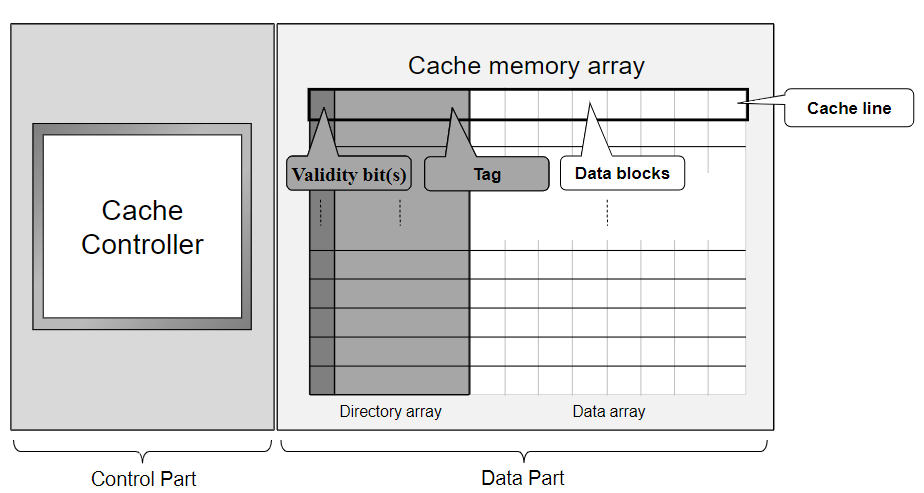 Cache memory array
Cache line
Validity bit(s)
Tag
Data blocks
Cache
Controller
Directory array
Data array
Control Part
Data Part